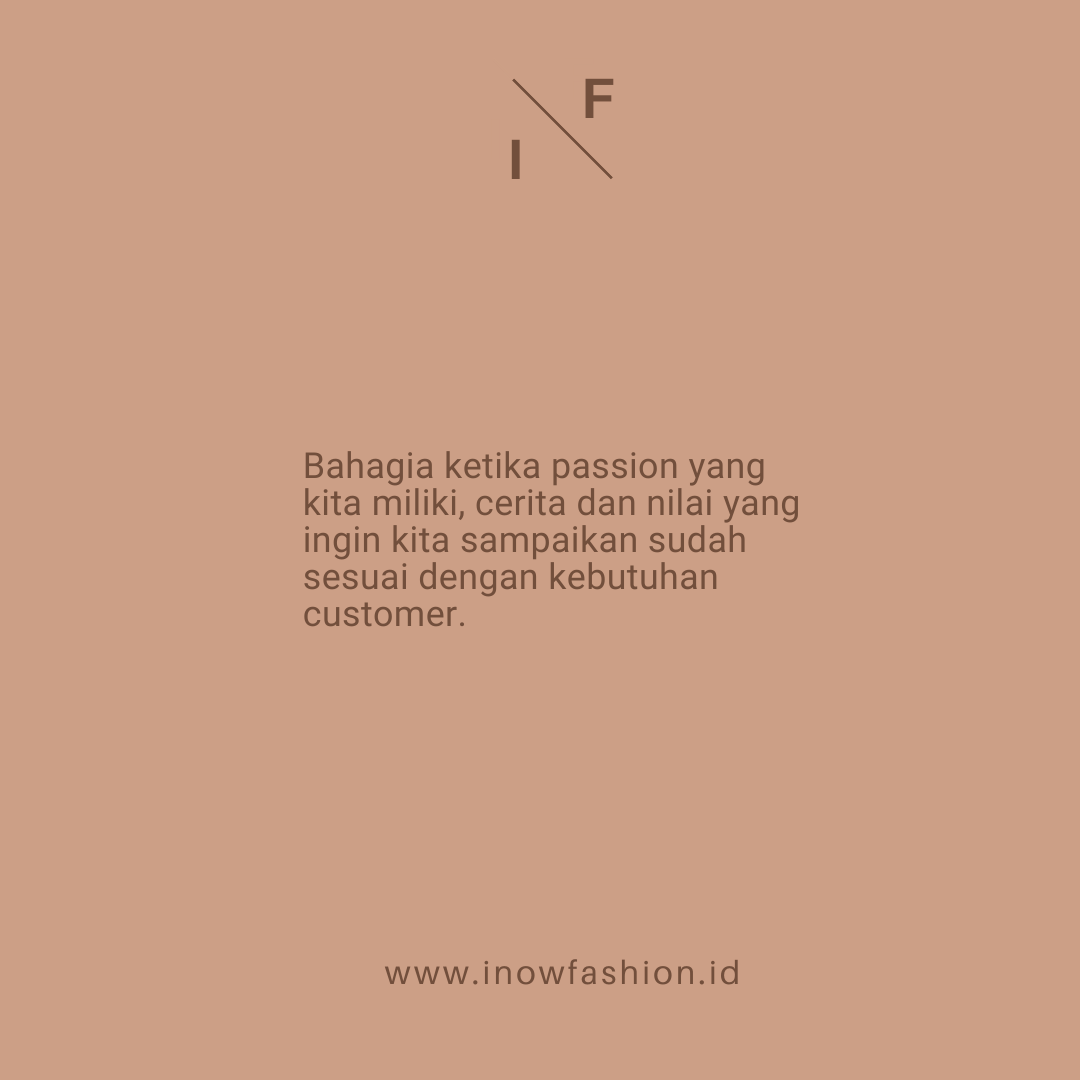 F
I
Bahagia ketika passion yang
kita miliki, cerita dan nilai yang
ingin kita sampaikan sudah
sesuai dengan kebutuhan
customer.
www.inowfashion.id